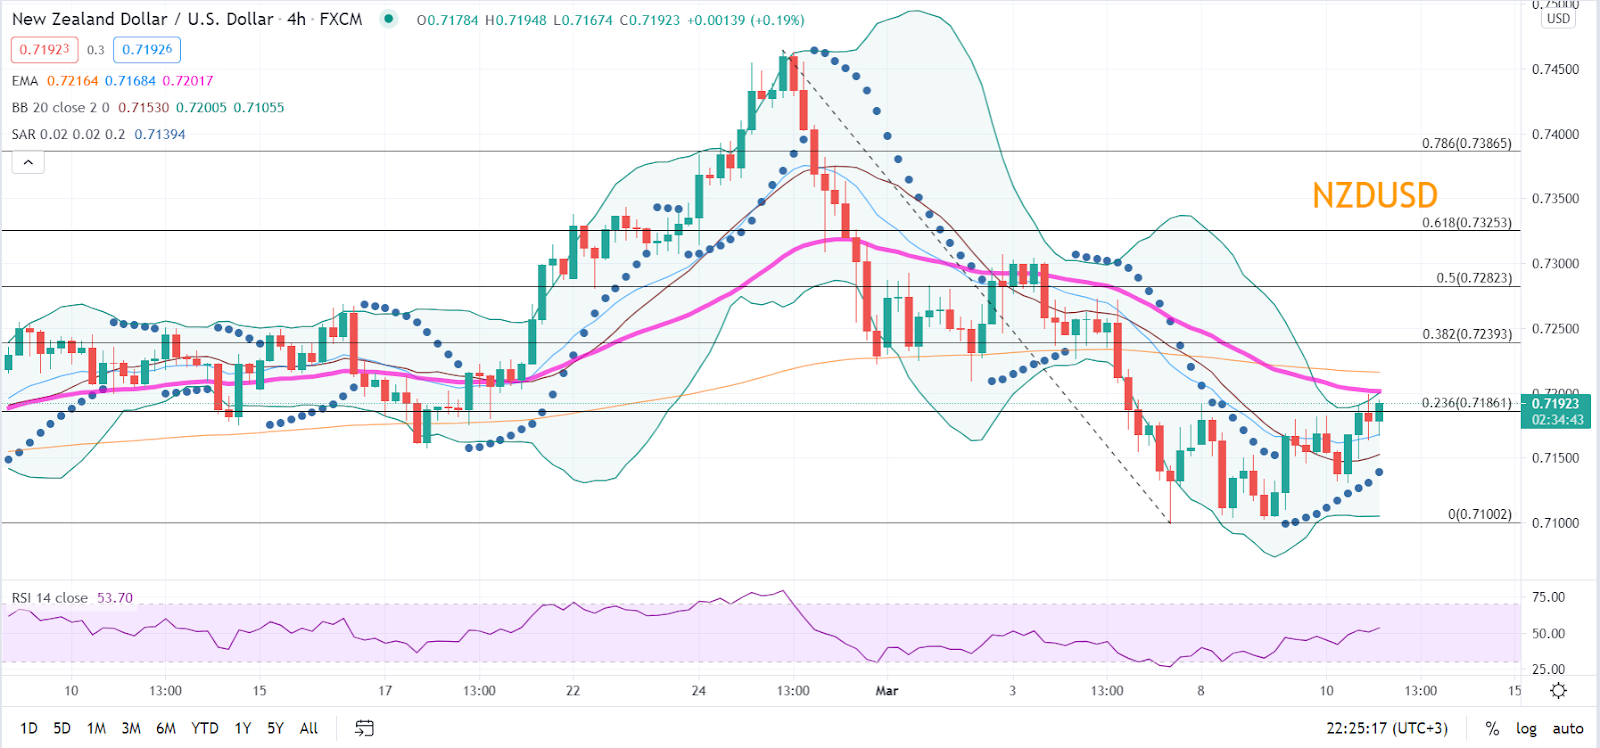 New Zealand Dollar / U.S. Dollar · 4h · FXCM O0.71784 H0.71948 L0.71674 C0.71923 +0.00139 (+0.19%)
0.71923 0.3 0.71926
EMA 0.72164 0.71684 0.72017
BB 20 close 2 0 0.71530 0.72005 0.71055
SAR 0.02 0.02 0.2 0.71394
0.75000
USD
0.74500
0.74000
0.786(0.73865)
NZDUSD
0.73500
0.618(0.73253)
0.73000
0.5(0.72823)
0.72500
0.382(0.72393)
0.72000
0.236(0.71861)
0.71923
02:34:43
0.71500
0(0.71002)
0.71000
RSI 14 close 53.70
75.00
50.00
25.00
10 13:00 15 17 13:00 22 24 13:00 Mar 3 13:00 8 10 13:00 15
1D 5D 1M 3M 6M YTD 1Y 5Y All 22:25:17 (UTC+3) % log auto